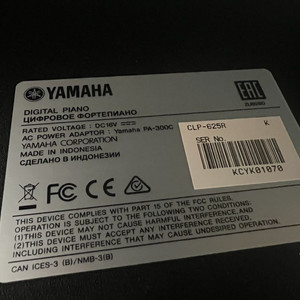 YAMAHA
DIGITAL PIANO
ЦИФРОВОЕ ФОРТЕПИАНО
RATED VOLTAGE : DC16V
AC POWER ADAPTOR : Yamaha PA-300C
YAMAHA CORPORATION
MADE IN INDONESIA
СДЕЛАНО В ИНДОНЕЗИИ
EAC
CLP-625R K
SER No.
KCYK01070
FC CE
THIS DEVICE COMPLIES WITH PART 15 OF THE FCC RULES.
OPERATION IS SUBJECT TO THE FOLLOWING TWO CONDITIONS:
(1)THIS DEVICE MAY NOT CAUSE HARMFUL INTERFERENCE, AND
(2)THIS DEVICE MUST ACCEPT ANY INTERFERENCE
RECEIVED, INCLUDING INTERFERENCE THAT MAY CAUSE
UNDESIRED OPERATION.
CAN ICES-3 (B)/NMB-3(B)